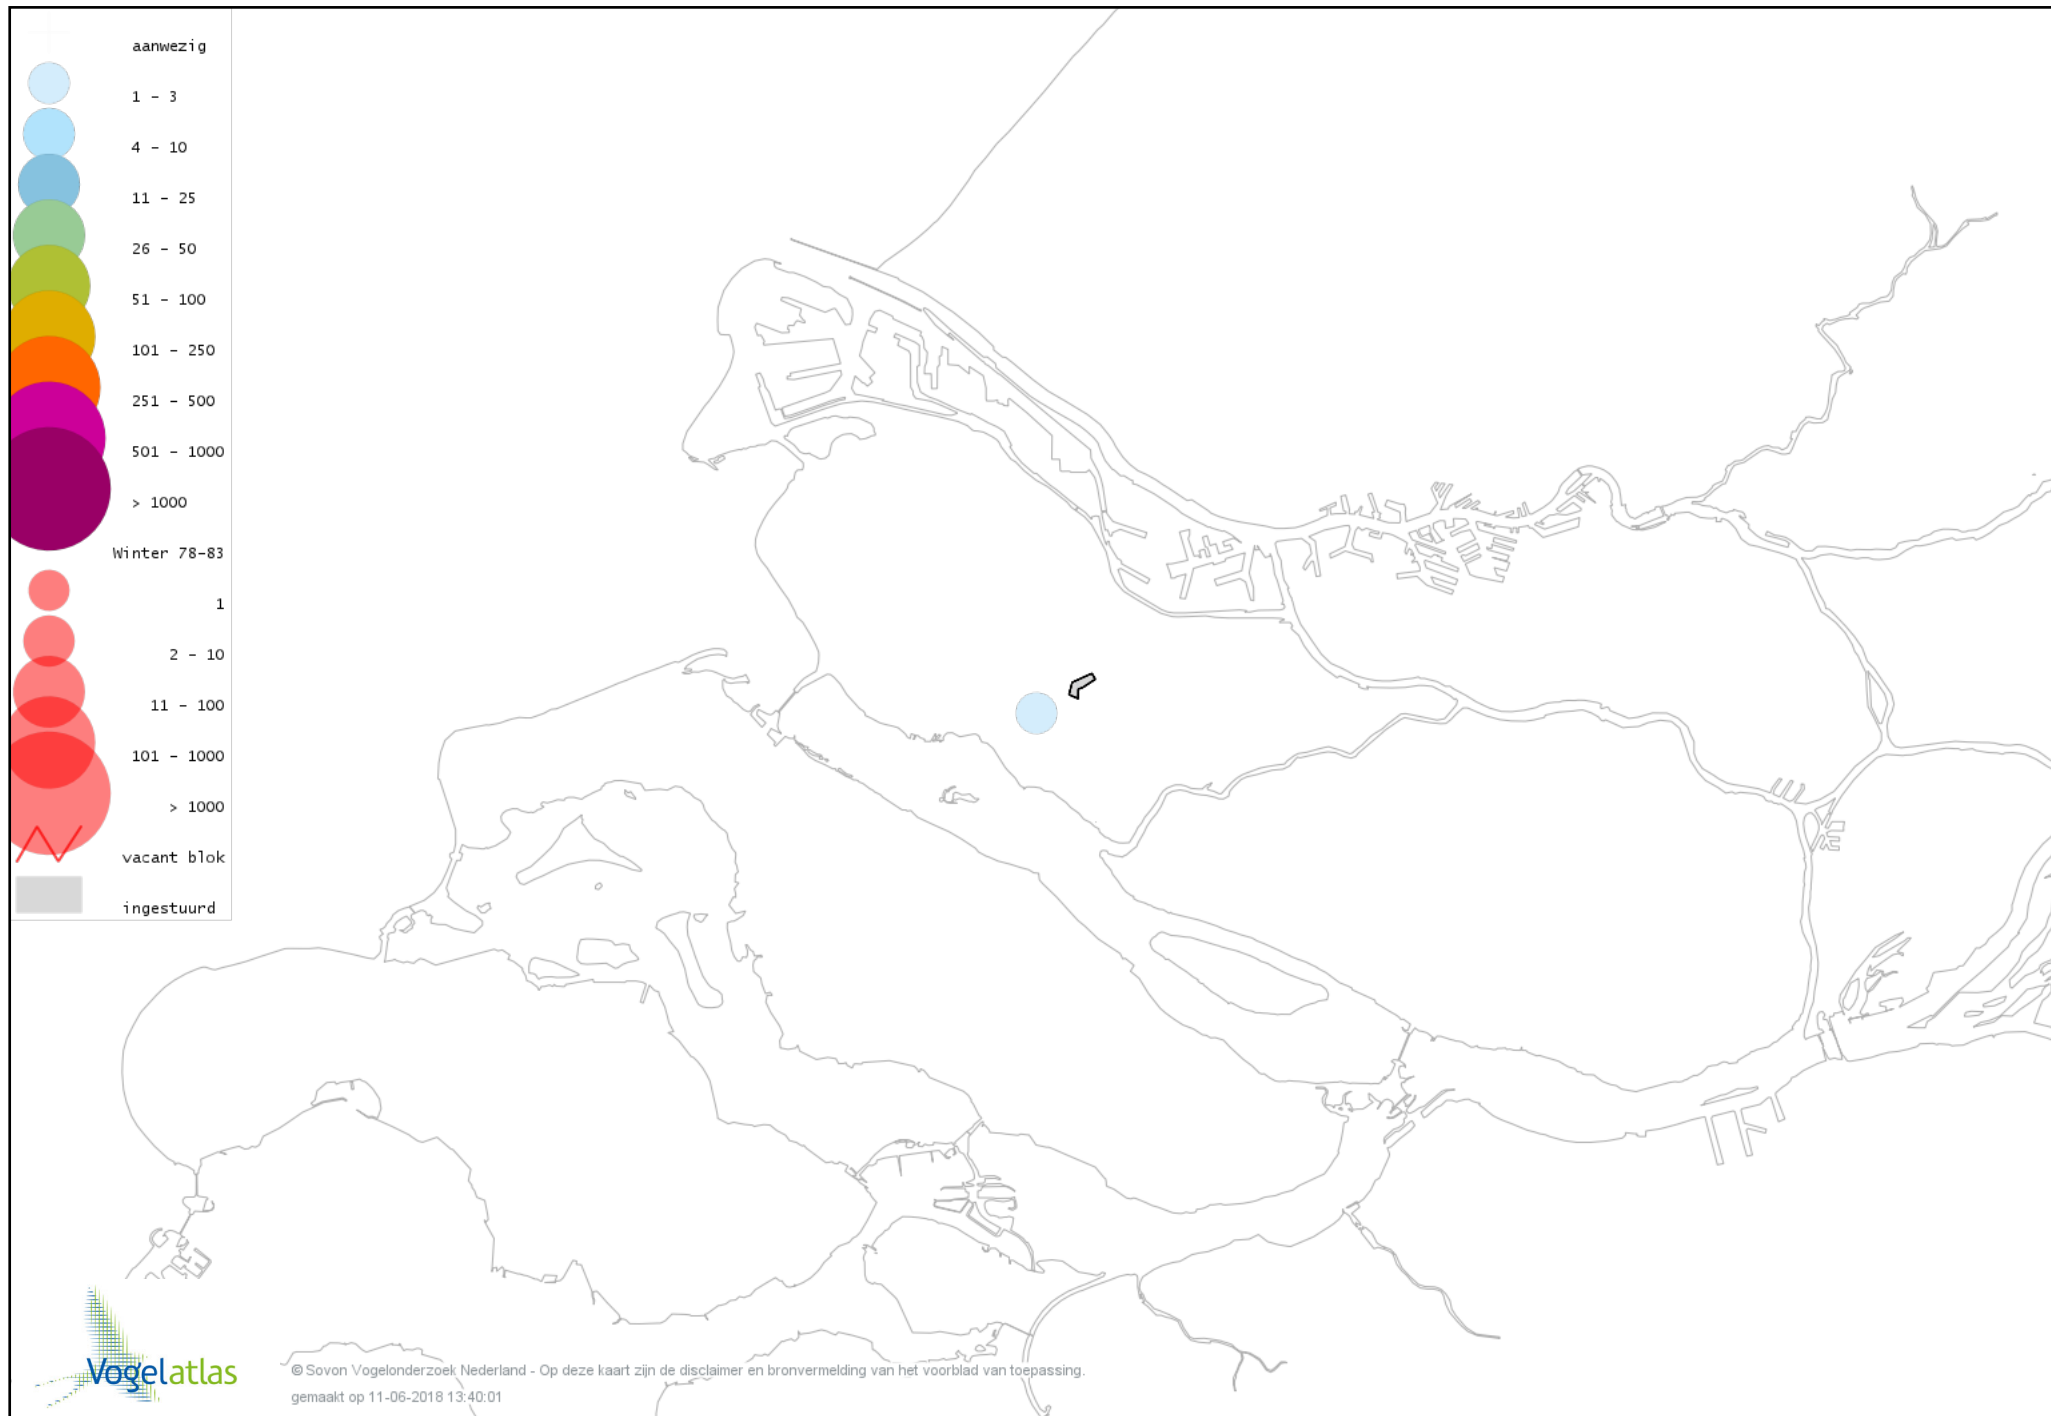 aanwezig
1 - 3
4 - 10
11 - 25
26 - 50
51 - 100
101 - 250
251 - 500
501 - 1000
> 1000
Winter 78-83
1
2 - 10
11 - 100
101 - 1000
> 1000
vacant blok
ingestuurd
Vogelatlas
© Sovon Vogelonderzoek Nederland - Op deze kaart zijn de disclaimer en bronvermelding van het voorblad van toepassing.
gemaakt op 11-06-2018 13:40:01